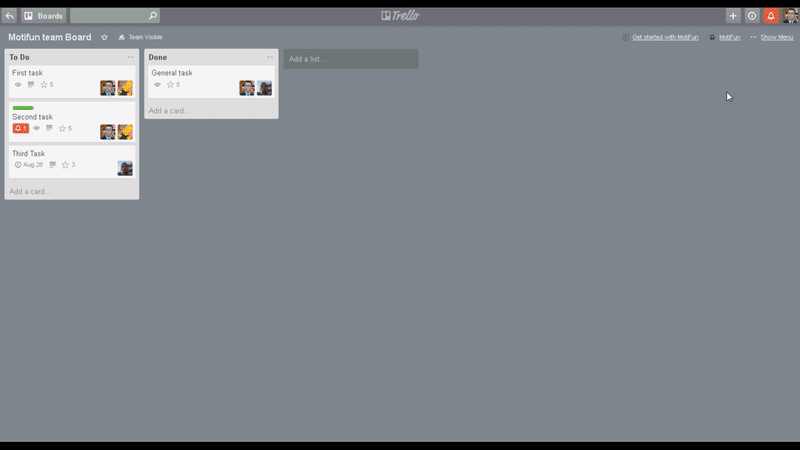 Boards
Trello
Motifun team Board
Team Visible
Get started with MotiFun
MotiFun
Show Menu
To Do
First task
5
Second task
1
5
Third Task
Aug 28
3
Add a card...
Done
General task
5
Add a card...
Add a list...